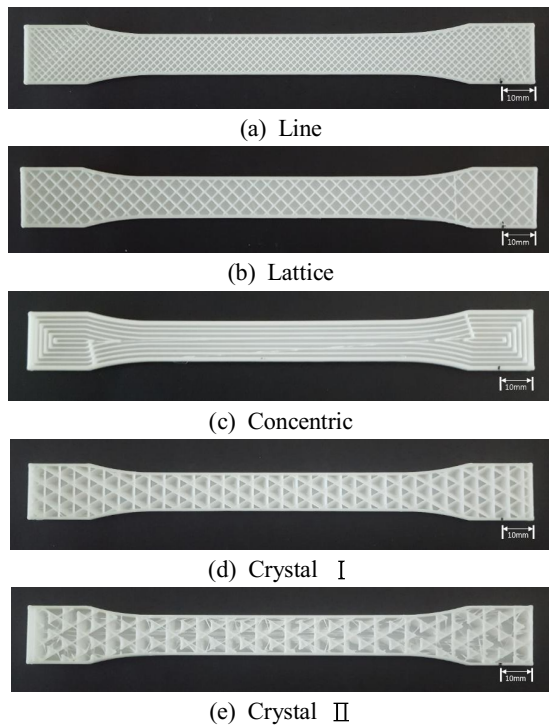 10mm
(a) Line
10mm
(b) Lattice
10mm
(c) Concentric
10mm
(d) Crystal Ⅰ
10mm
(e) Crystal Ⅱ